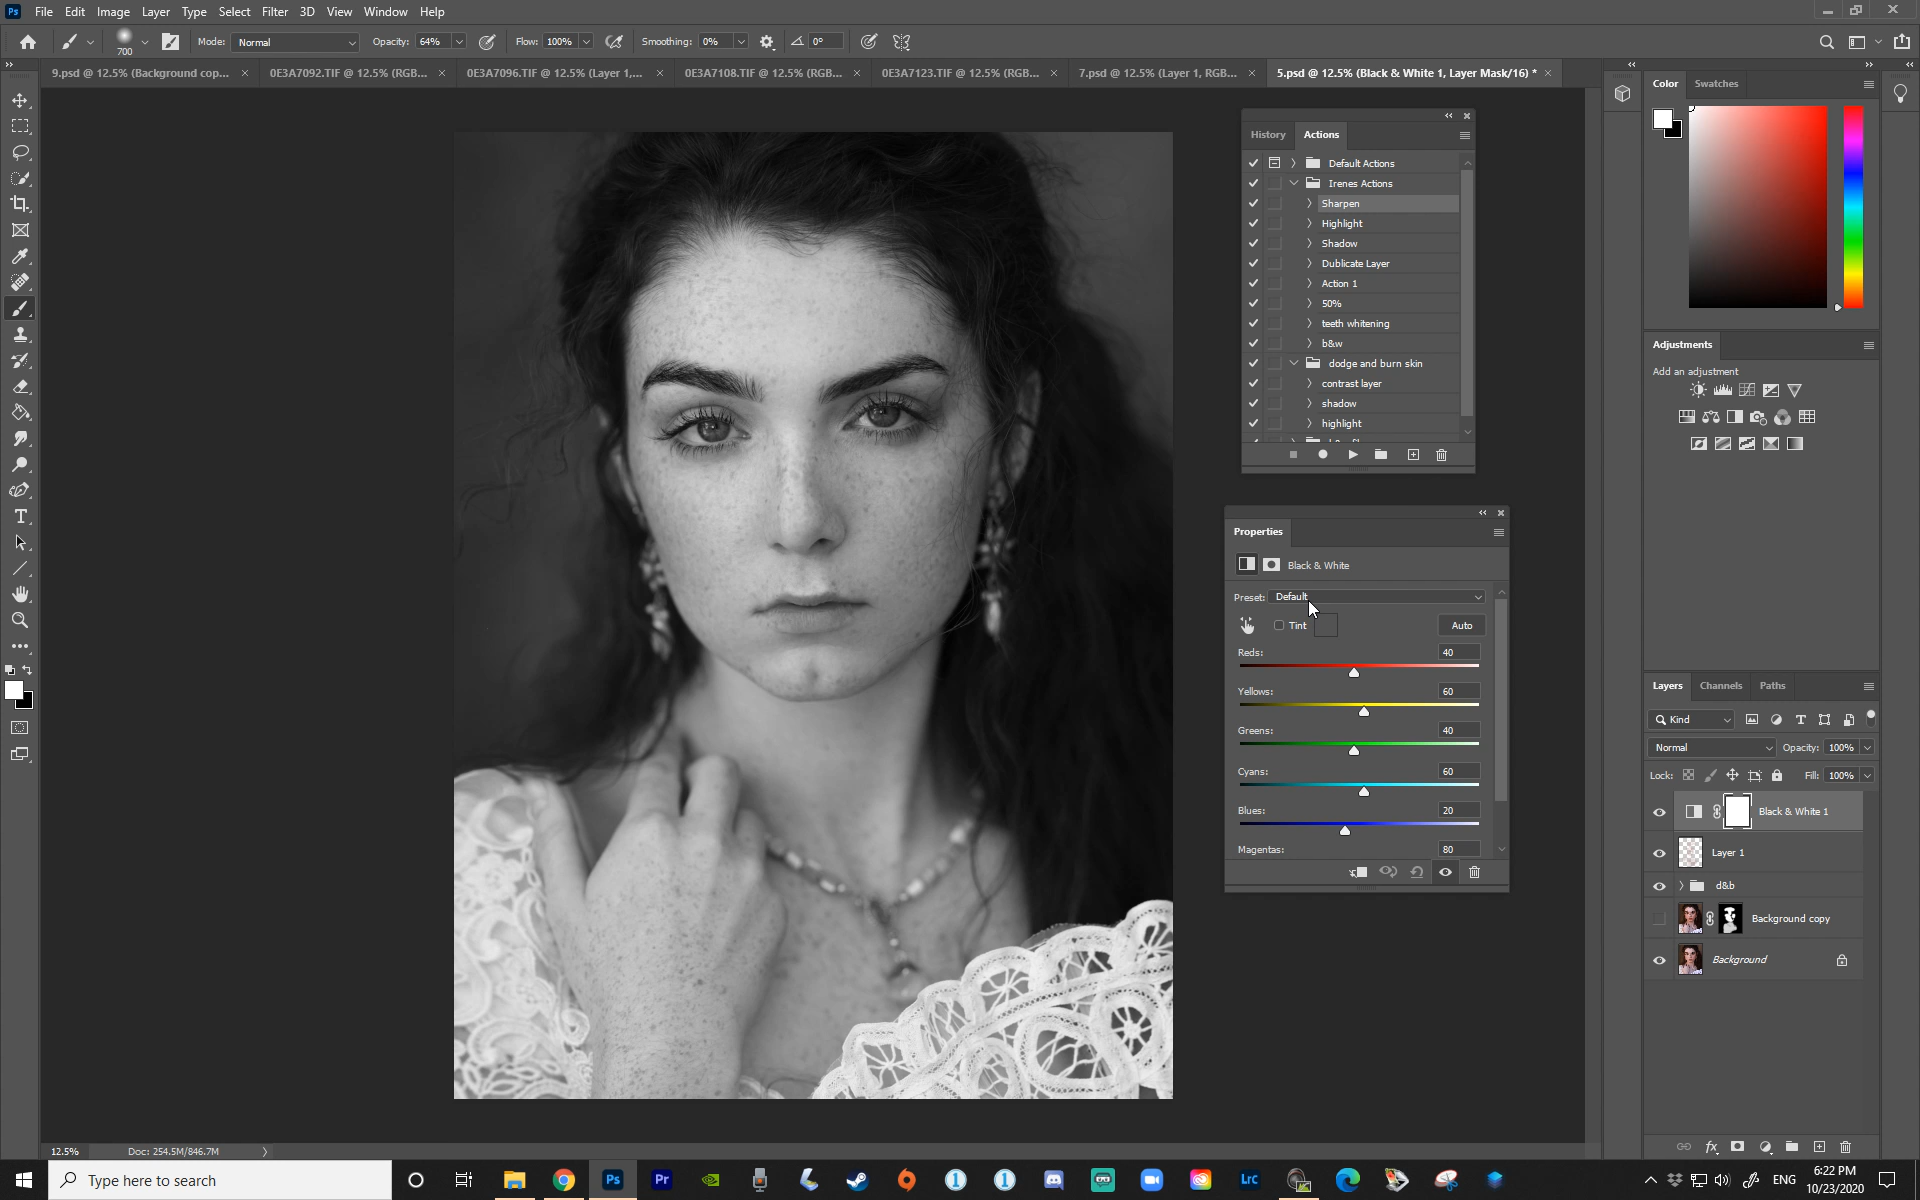 Ps File Edit Image Layer Type Select Filter 3D View Window Help
700 Mode: Normal Opacity: 64% Flow: 100% Smoothing: 0% 0°
9.psd @ 12.5% (Background cop... × 0E3A7092.TIF @ 12.5% (RGB... × 0E3A7096.TIF @ 12.5% (Layer 1,... × 0E3A7108.TIF @ 12.5% (RGB... × 0E3A7123.TIF @ 12.5% (RGB... × 7.psd @ 12.5% (Layer 1, RGB... × 5.psd @ 12.5% (Black & White 1, Layer Mask/16) * ×
History Actions
Default Actions
Irenes Actions
Sharpen
Highlight
Shadow
Dublicate Layer
Action 1
50%
teeth whitening
b&w
dodge and burn skin
contrast layer
shadow
highlight
Properties
Black & White
Preset: Default
Tint Auto
Reds: 40
Yellows: 60
Greens: 40
Cyans: 60
Blues: 20
Magentas: 80
Color Swatches
Adjustments
Add an adjustment
Layers Channels Paths
Kind
Normal Opacity: 100%
Lock: Fill: 100%
Black & White 1
Layer 1
d&b
Background copy
Background
12.5% Doc: 254.5M/846.7M
Type here to search
Ps Pr LrC
ENG
6:22 PM
10/23/2020